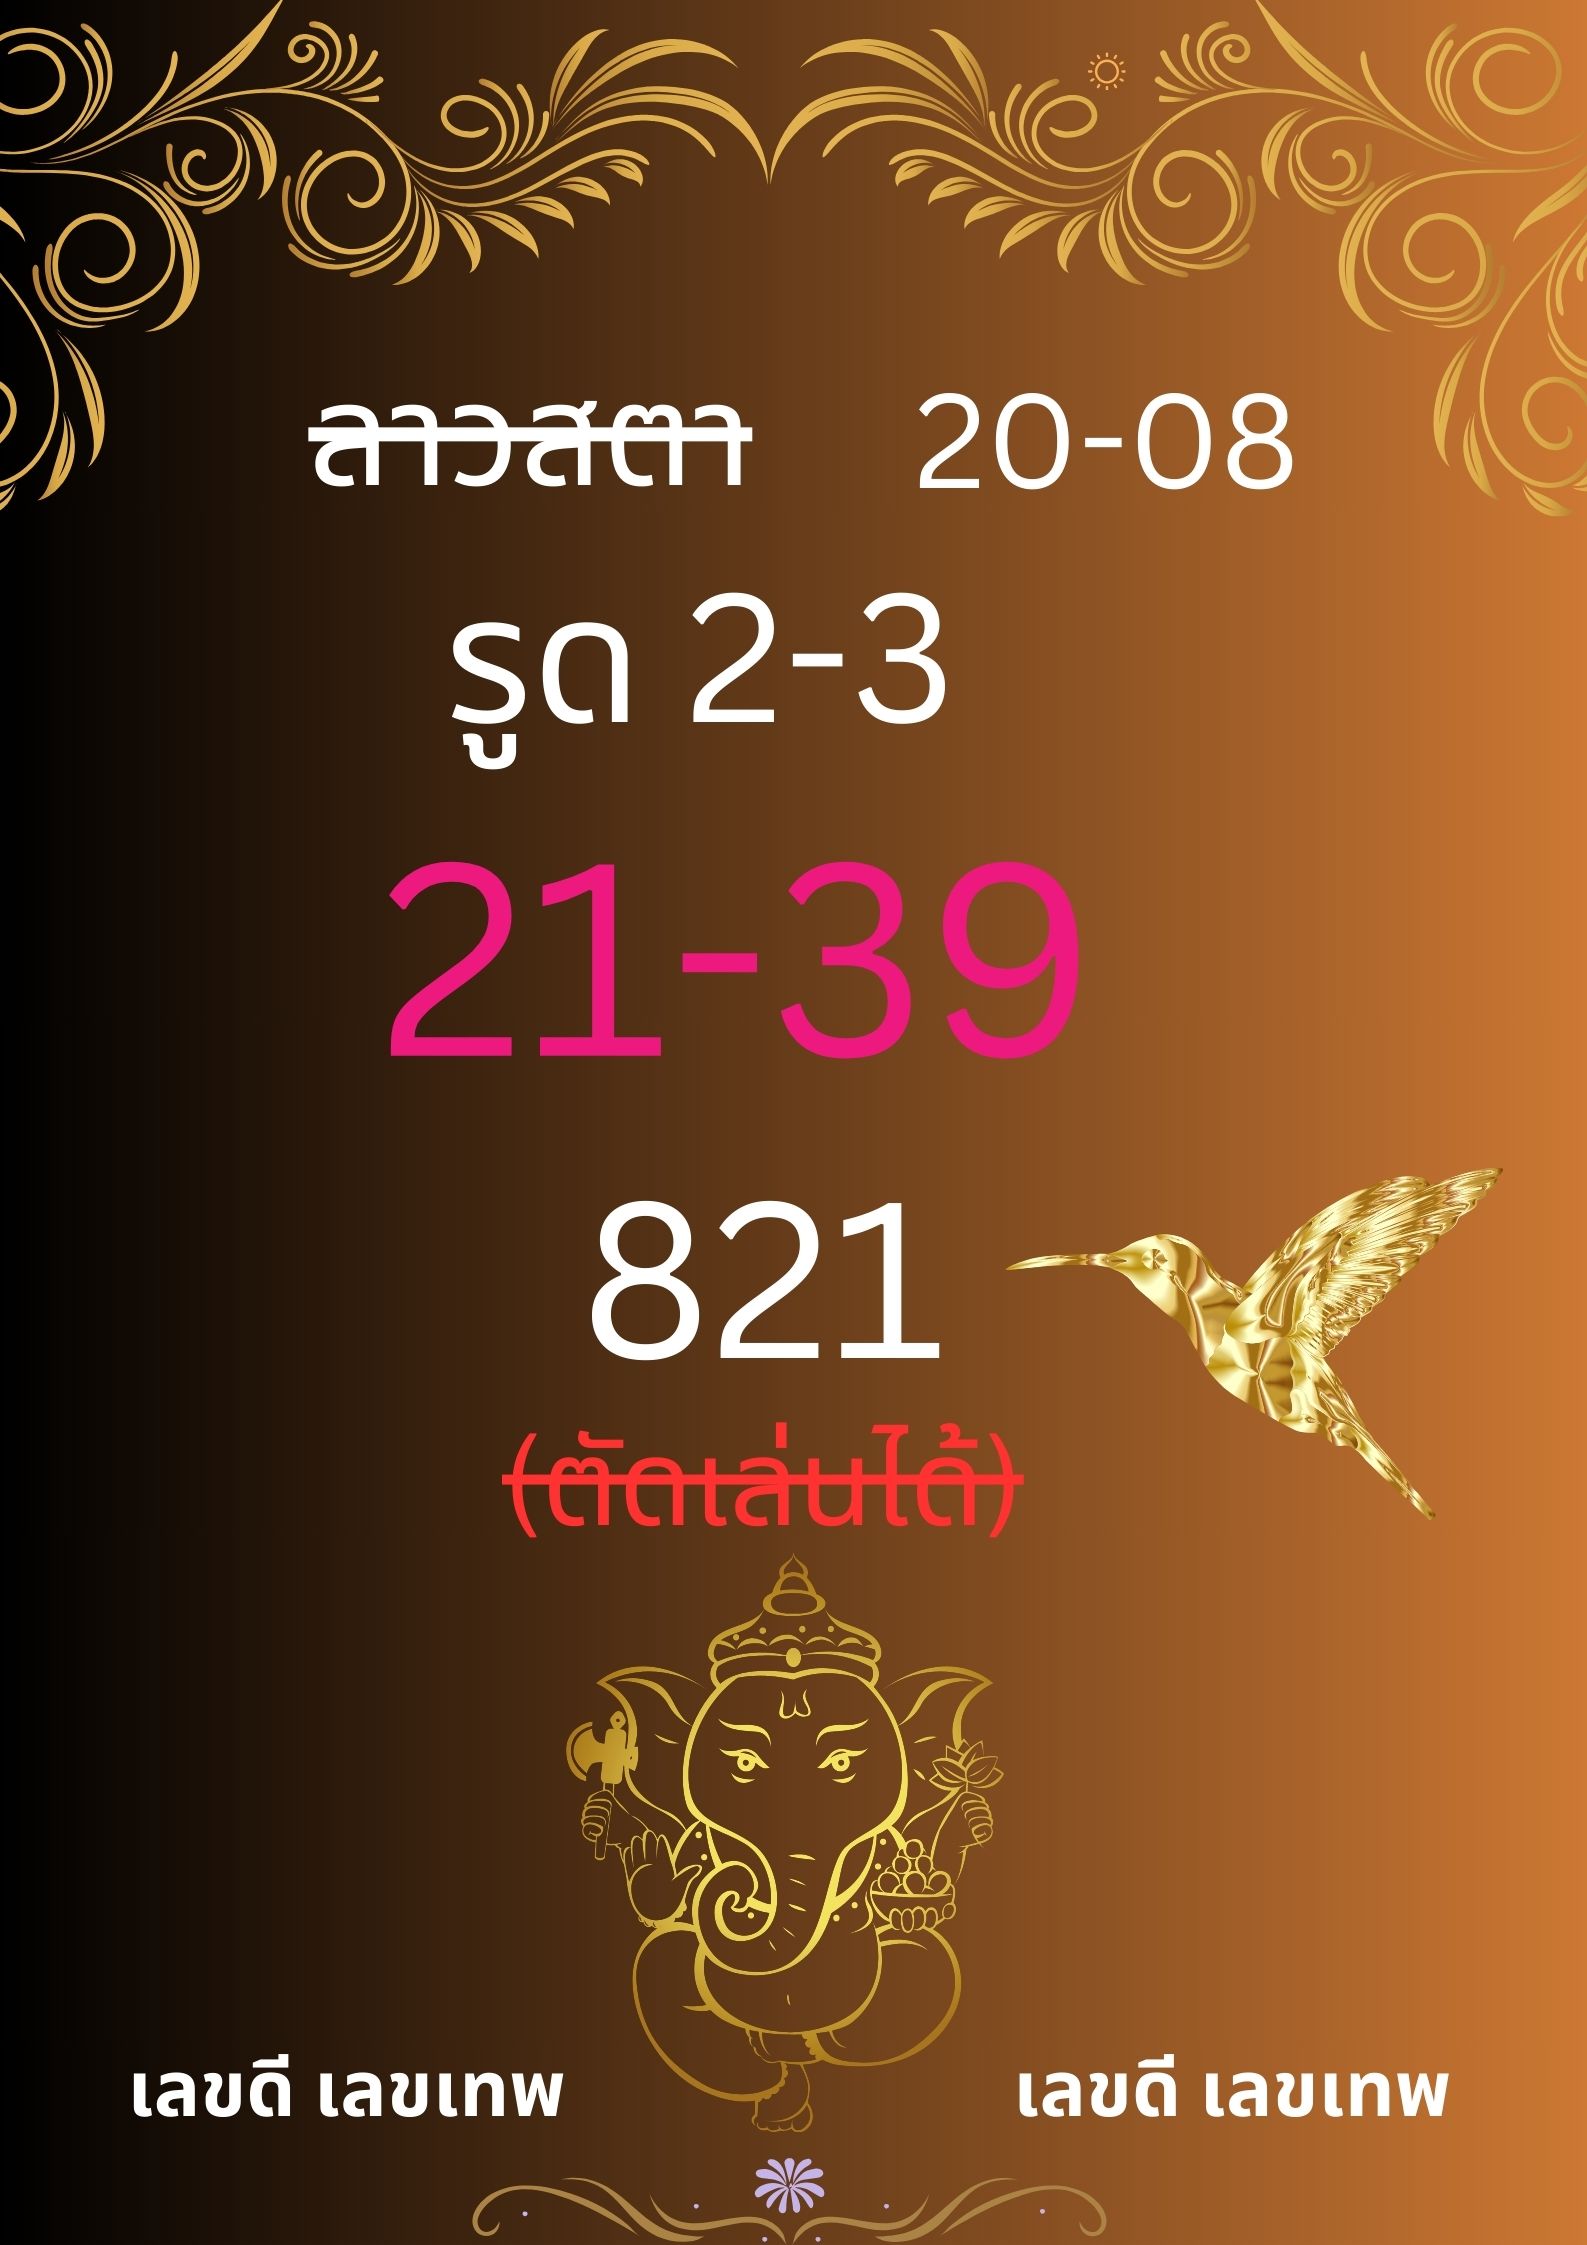 ลาวสตา 20-08
รูด 2-3
21-39
821
(ตัดเล่นได้)
เลขดี เลขเทพ เลขดี เลขเทพ